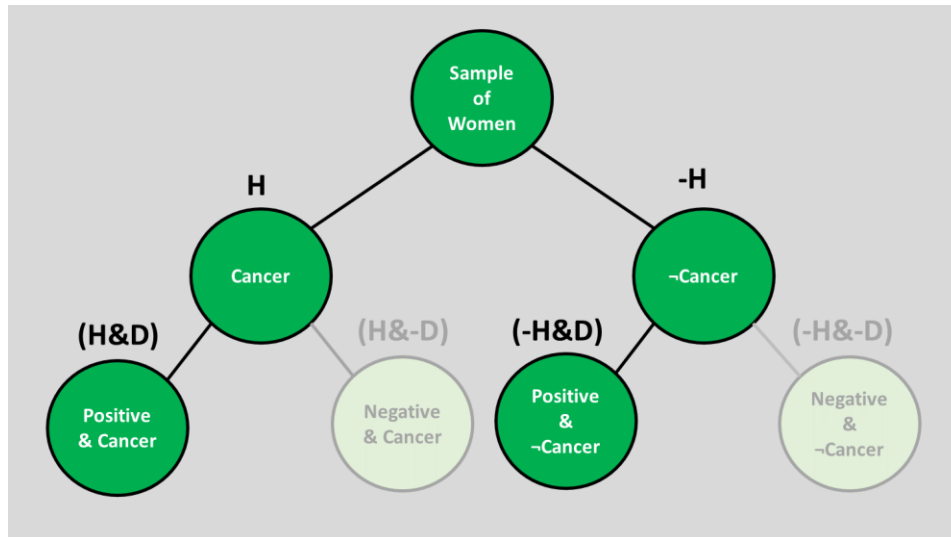 Sample
of
Women
H
-H
Cancer
¬Cancer
(H&D)
(H&-D)
(-H&D)
(-H&-D)
Positive
& Cancer
Negative
& Cancer
Positive
&
¬Cancer
Negative
&
¬Cancer